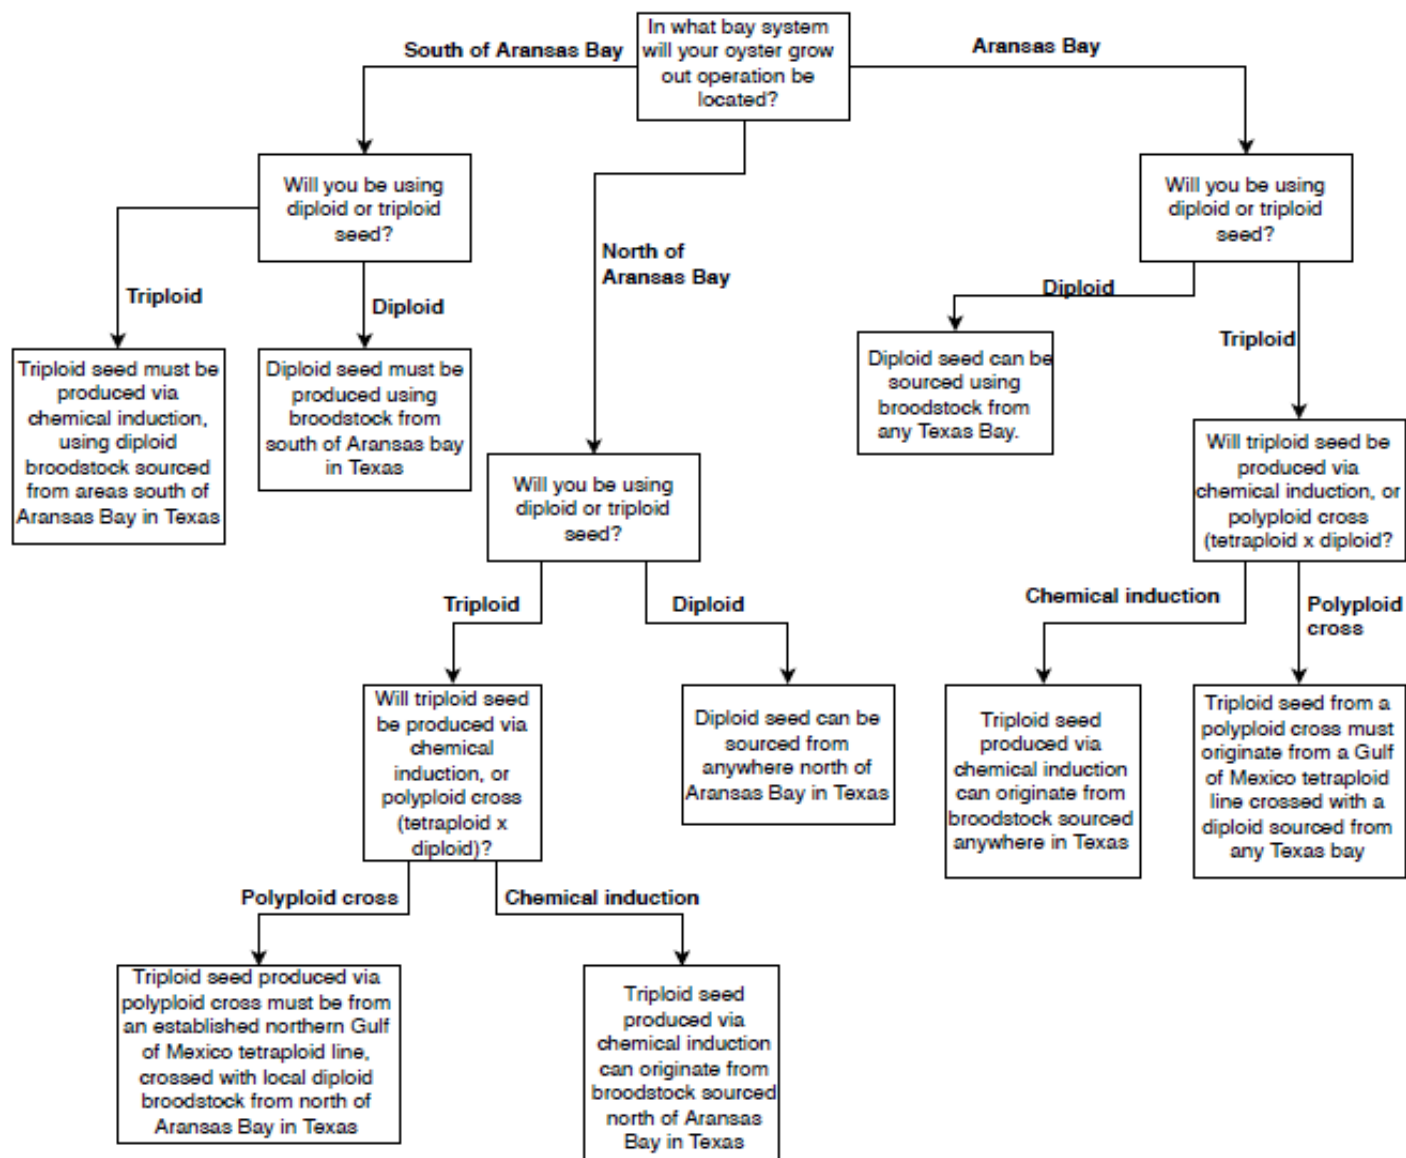 In what bay system
will your oyster grow
out operation be
located?
South of Aransas Bay
Aransas Bay
North of
Aransas Bay
Will you be using
diploid or triploid
seed?
Triploid
Diploid
Triploid seed must be
produced via
chemical induction,
using diploid
broodstock sourced
from areas south of
Aransas Bay in Texas
Diploid seed must be
produced using
broodstock from
south of Aransas bay
in Texas
Will you be using
diploid or triploid
seed?
Triploid
Diploid
Will triploid seed
be produced via
chemical
induction, or
polyploid cross
(tetraploid x
diploid)?
Diploid seed can be
sourced from
anywhere north of
Aransas Bay in Texas
Polyploid cross
Chemical induction
Triploid seed produced via
polyploid cross must be from
an established northern Gulf
of Mexico tetraploid line,
crossed with local diploid
broodstock from north of
Aransas Bay in Texas
Triploid seed
produced via
chemical induction
can originate from
broodstock sourced
north of Aransas
Bay in Texas
Will you be using
diploid or triploid
seed?
Diploid
Triploid
Diploid seed can be
sourced using
broodstock from
any Texas Bay.
Will triploid seed be
produced via
chemical induction, or
polyploid cross
(tetraploid x diploid?
Chemical induction
Polyploid
cross
Triploid seed
produced via
chemical induction
can originate from
broodstock sourced
anywhere in Texas
Triploid seed from a
polyploid cross must
originate from a Gulf
of Mexico tetraploid
line crossed with a
diploid sourced from
any Texas bay